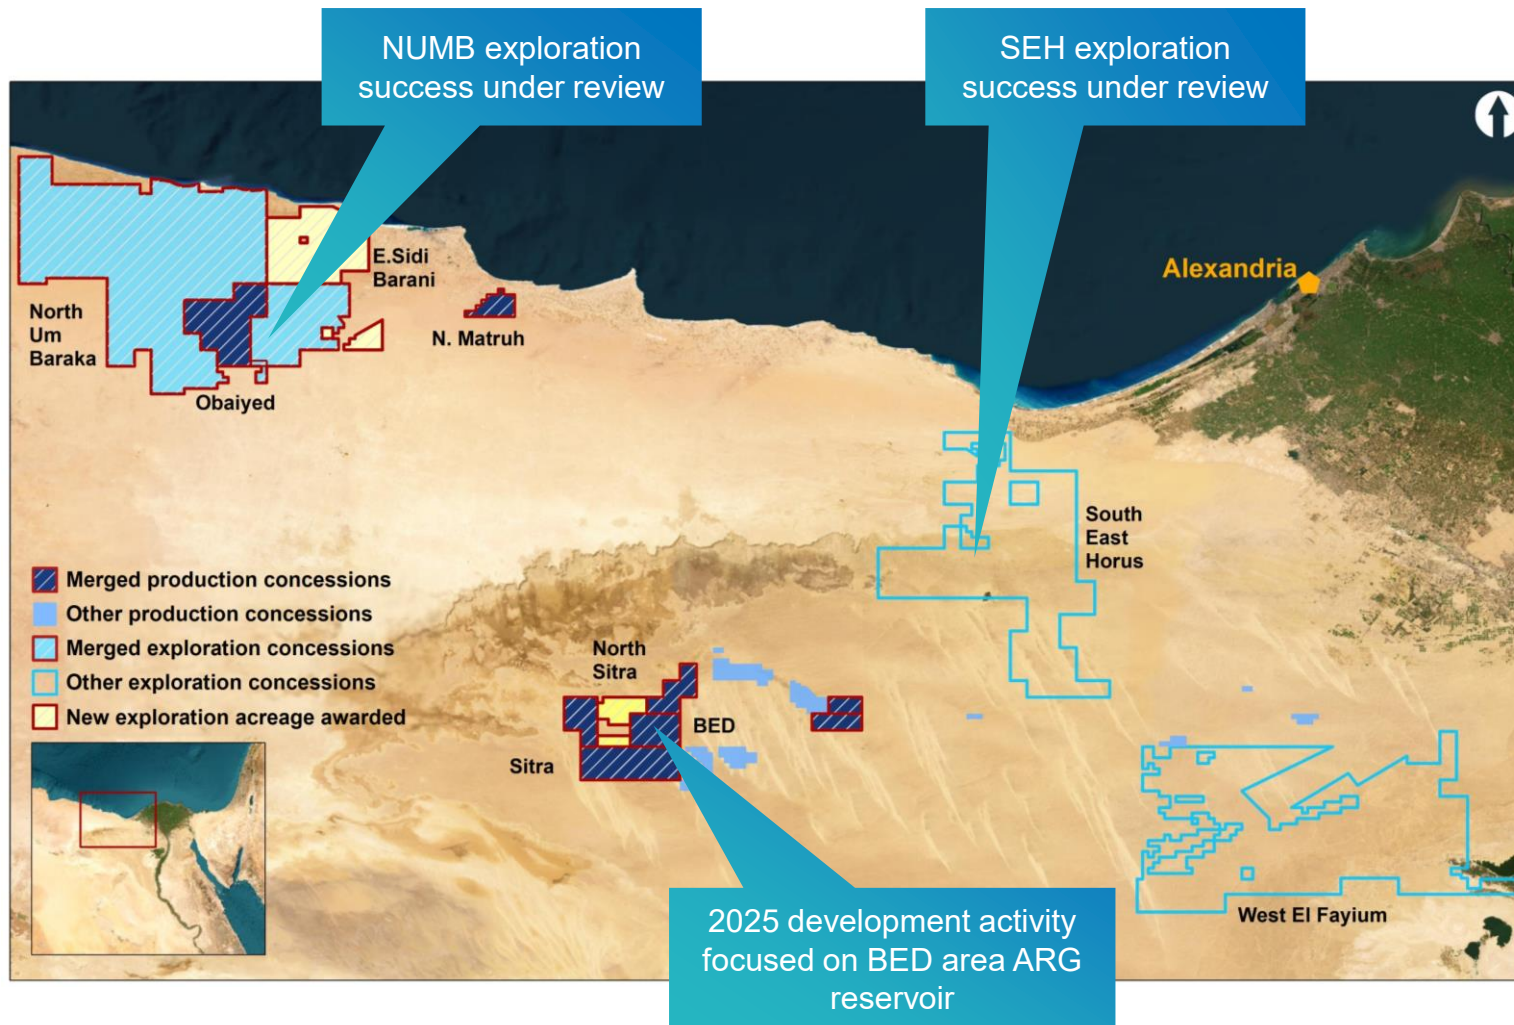 NUMB exploration
success under review
SEH exploration
success under review
Alexandria
E.Sidi
Barani
North
Um
Baraka
N. Matruh
Obaiyed
South
East
Horus
Merged production concessions
Other production concessions
Merged exploration concessions
Other exploration concessions
New exploration acreage awarded
North
Sitra
BED
Sitra
West El Fayium
2025 development activity
focused on BED area ARG
reservoir